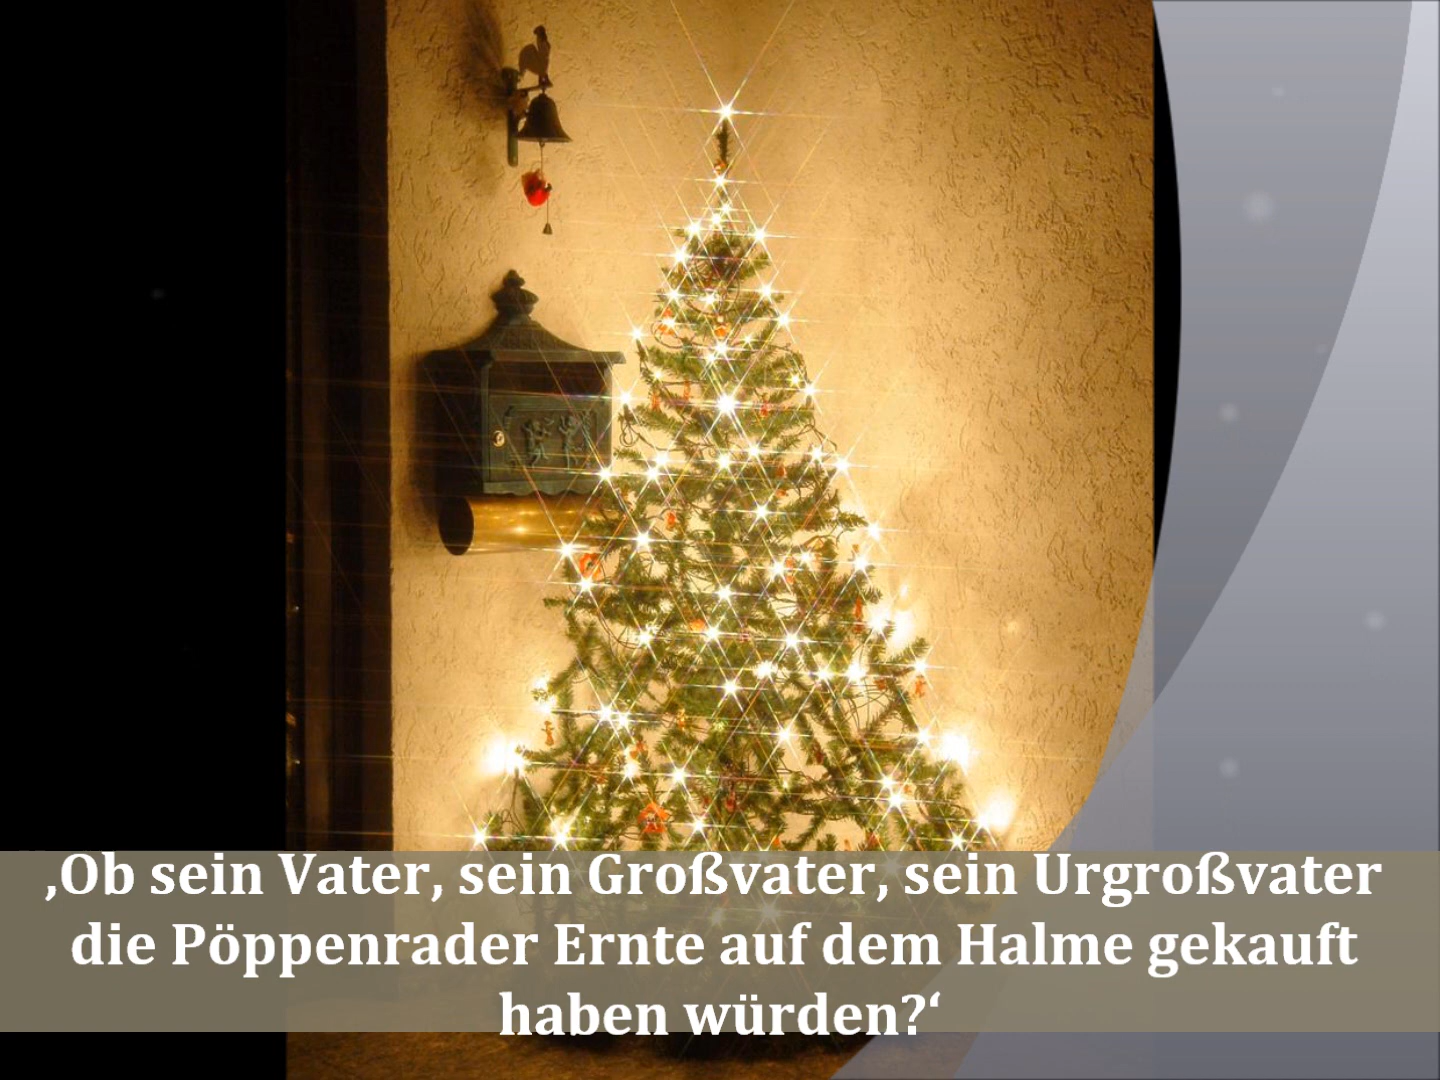 ‚Ob sein Vater, sein Großvater, sein Urgroßvater
die Pöppenrader Ernte auf dem Halme gekauft
haben würden?‘